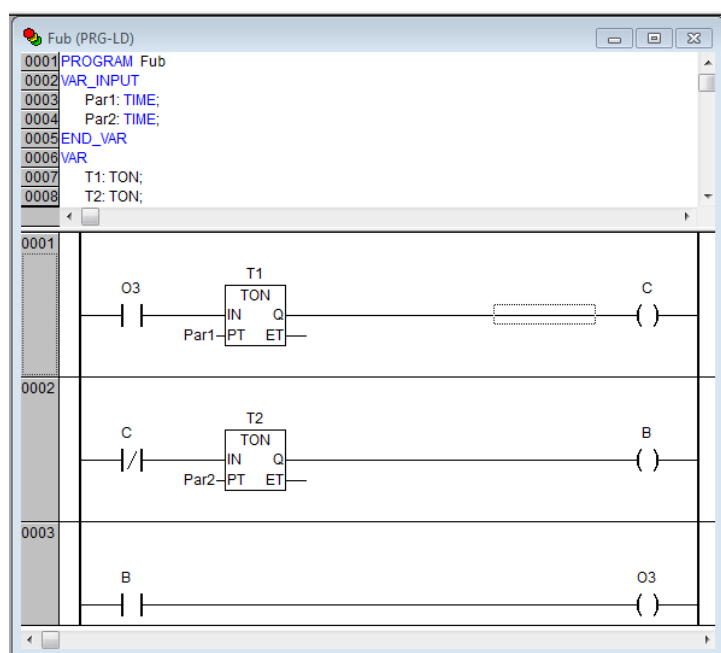 Fub (PRG-LD)
0001 PROGRAM Fub
0002 VAR_INPUT
0003 Par1: TIME;
0004 Par2: TIME;
0005 END_VAR
0006 VAR
0007 T1: TON;
0008 T2: TON;
0001
T1
O3 TON C
IN Q
Par1 PT ET
0002
T2
C TON B
IN Q
Par2 PT ET
0003
B O3